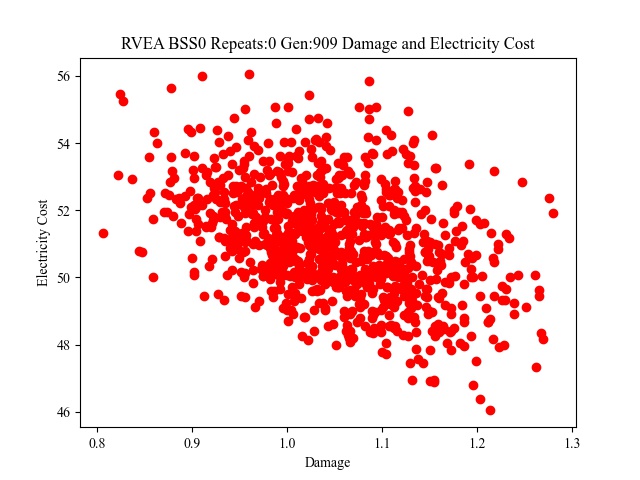 RVEA BSS0 Repeats:0 Gen:909 Damage and Electricity Cost
56
54
52
50
48
46
Electricity Cost
0.8 0.9 1.0 1.1 1.2 1.3
Damage